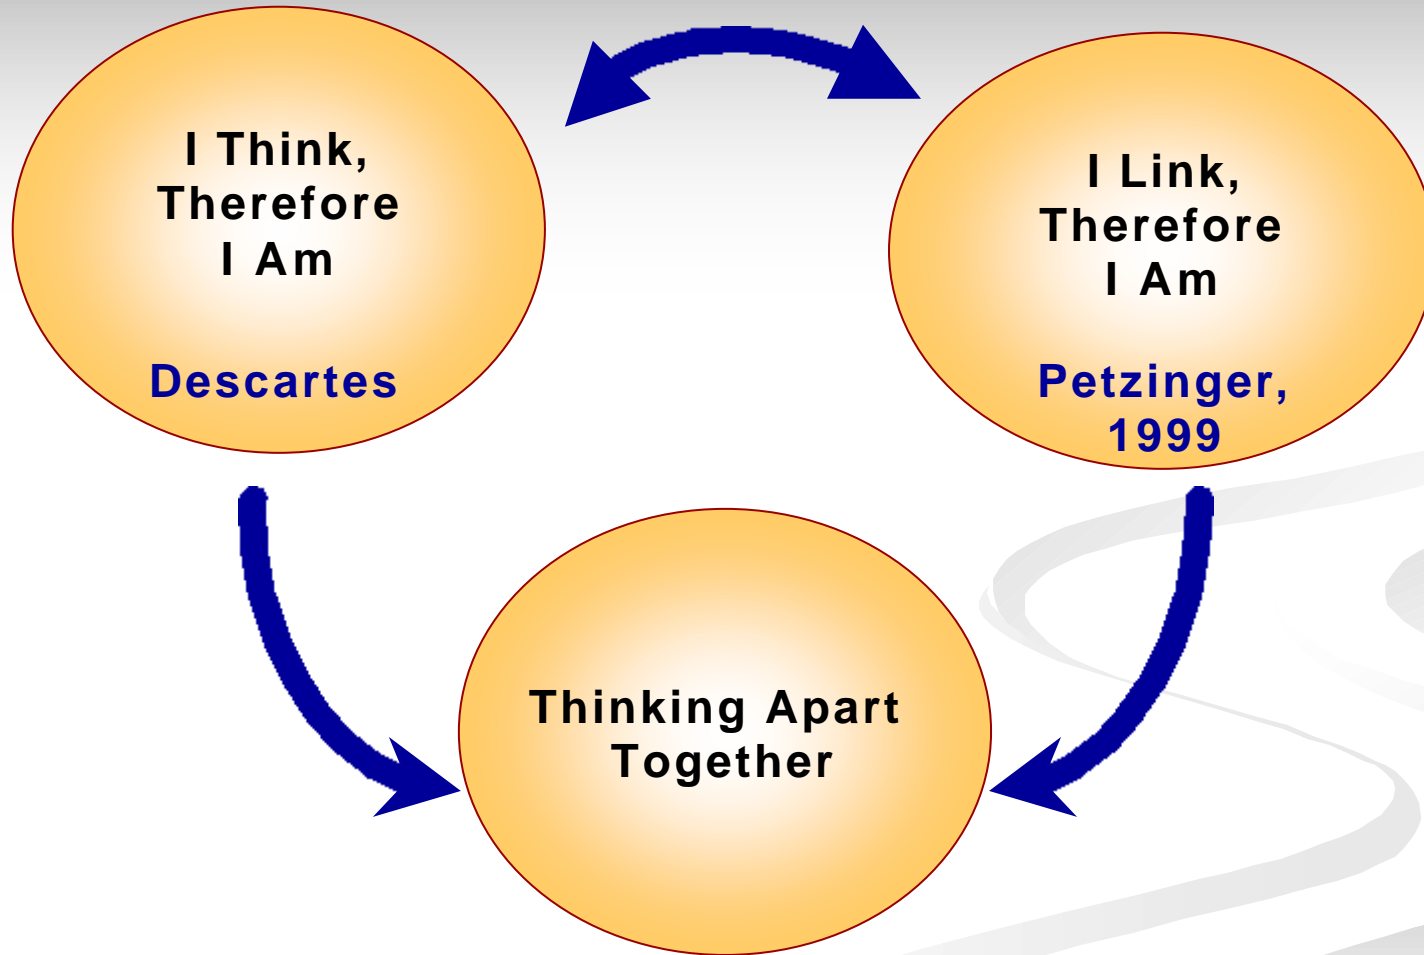 I Think,
Therefore
I Am
Descartes
I Link,
Therefore
I Am
Petzinger,
1999
Thinking Apart
Together